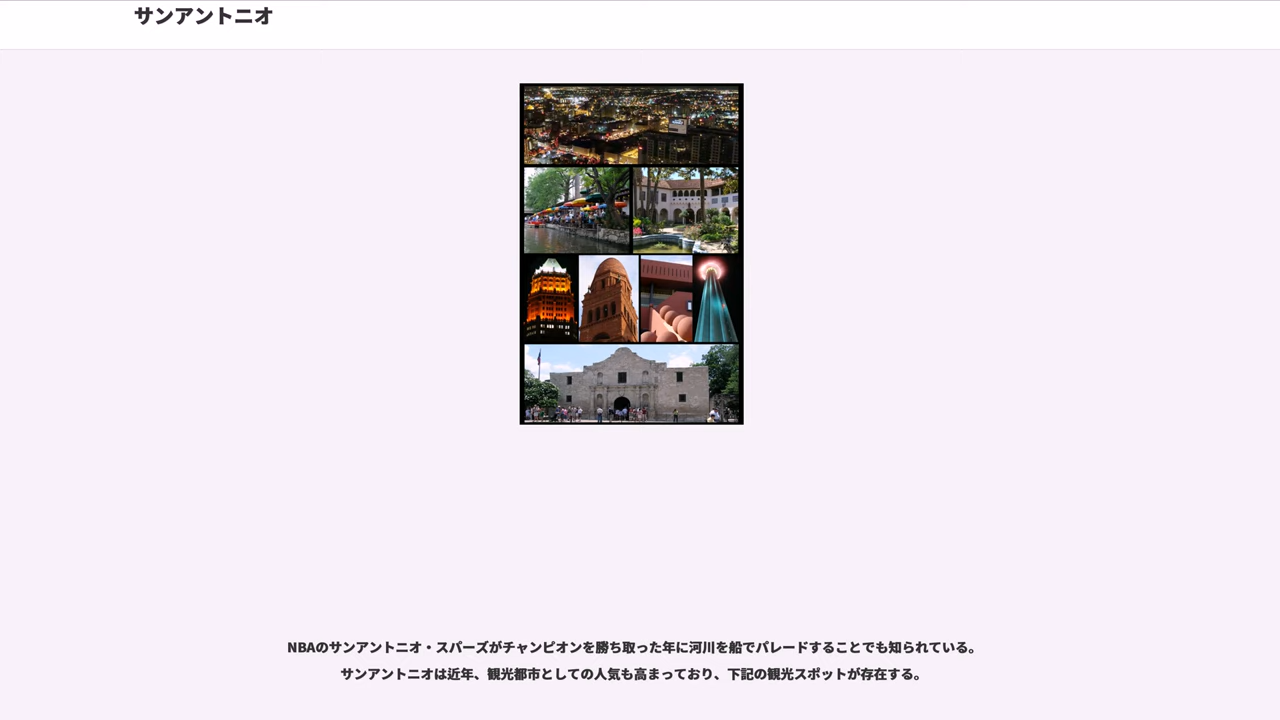 サンアントニオ
NBAのサンアントニオ・スパーズがチャンピオンを勝ち取った年に河川を船でパレードすることでも知られている。
サンアントニオは近年、観光都市としての人気も高まっており、下記の観光スポットが存在する。